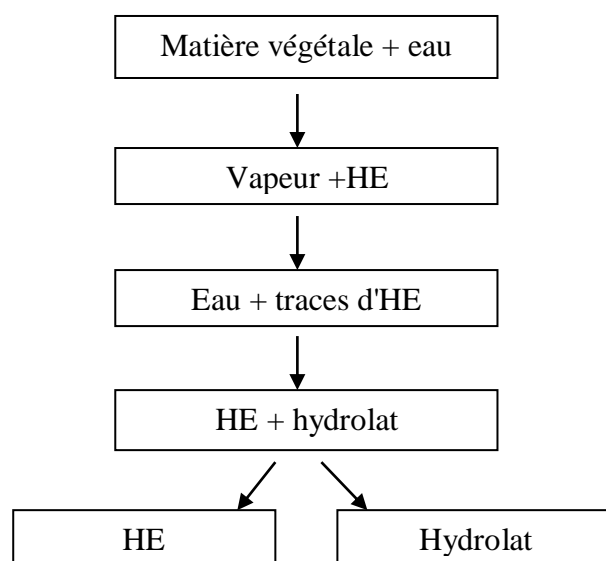 Matière végétale + eau
Vapeur +HE
Eau + traces d'HE
HE + hydrolat
HE
Hydrolat